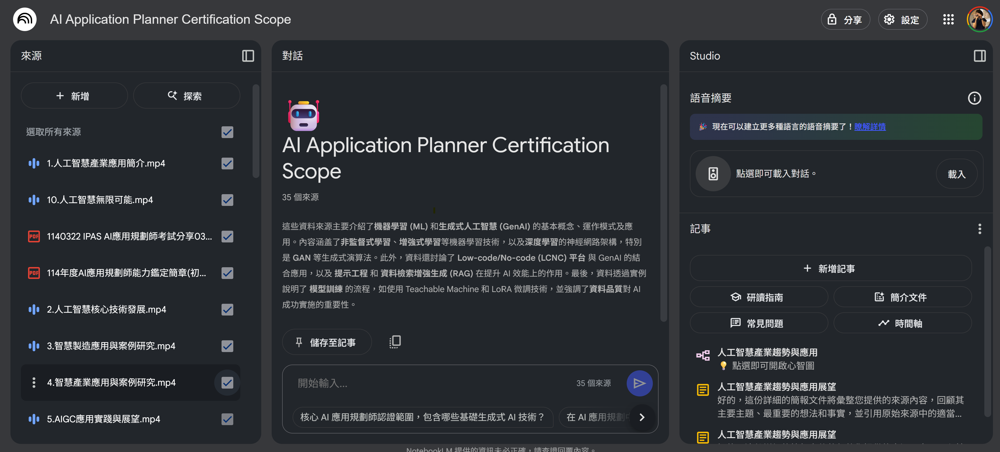 AI Application Planner Certification Scope
分享
設定
來源
新增
探索
選取所有來源
1.人工智慧產業應用簡介.mp4
10.人工智慧無限可能.mp4
PDF
1140322 IPAS AI應用規劃師考試分享03...
PDF
114年度AI應用規劃師能力鑑定簡章(初...
2.人工智慧核心技術發展.mp4
3.智慧製造應用與案例研究.mp4
4.智慧產業應用與案例研究.mp4
5.AIGC應用實踐與展望.mp4
對話
AI Application Planner Certification
Scope
35 個來源
這些資料來源主要介紹了機器學習 (ML) 和生成式人工智慧 (GenAI) 的基本概念、運作模式及應
用。內容涵蓋了非監督式學習、增強式學習等機器學習技術，以及深度學習的神經網路架構，特別
是 GAN 等生成式演算法。此外，資料還討論了 Low-code/No-code (LCNC) 平台 與 GenAI 的結
合應用，以及 提示工程 和 資料檢索增強生成 (RAG) 在提升 AI 效能上的作用。最後，資料透過實例
說明了 模型訓練 的流程，如使用 Teachable Machine 和 LoRA 微調技術，並強調了資料品質對 AI
成功實施的重要性。
儲存至記事
開始輸入...
35 個來源
核心 AI 應用規劃師認證範圍，包含哪些基礎生成式 AI 技術？
在 AI 應用規劃
NotebookLM 提供的資訊未必正確，請查證回覆內容。
Studio
語音摘要
現在可以建立更多種語言的語音摘要了！瞭解詳情
點選即可載入對話。
載入
記事
新增記事
研讀指南
簡介文件
常見問題
時間軸
人工智慧產業趨勢與應用
點選即可開啟心智圖
人工智慧產業趨勢與應用展望
好的，這份詳細的簡報文件將彙整您提供的來源內容，回顧其
主要主題、最重要的想法和事實，並引用原始來源中的適當...
人工智慧產業趨勢與應用展望